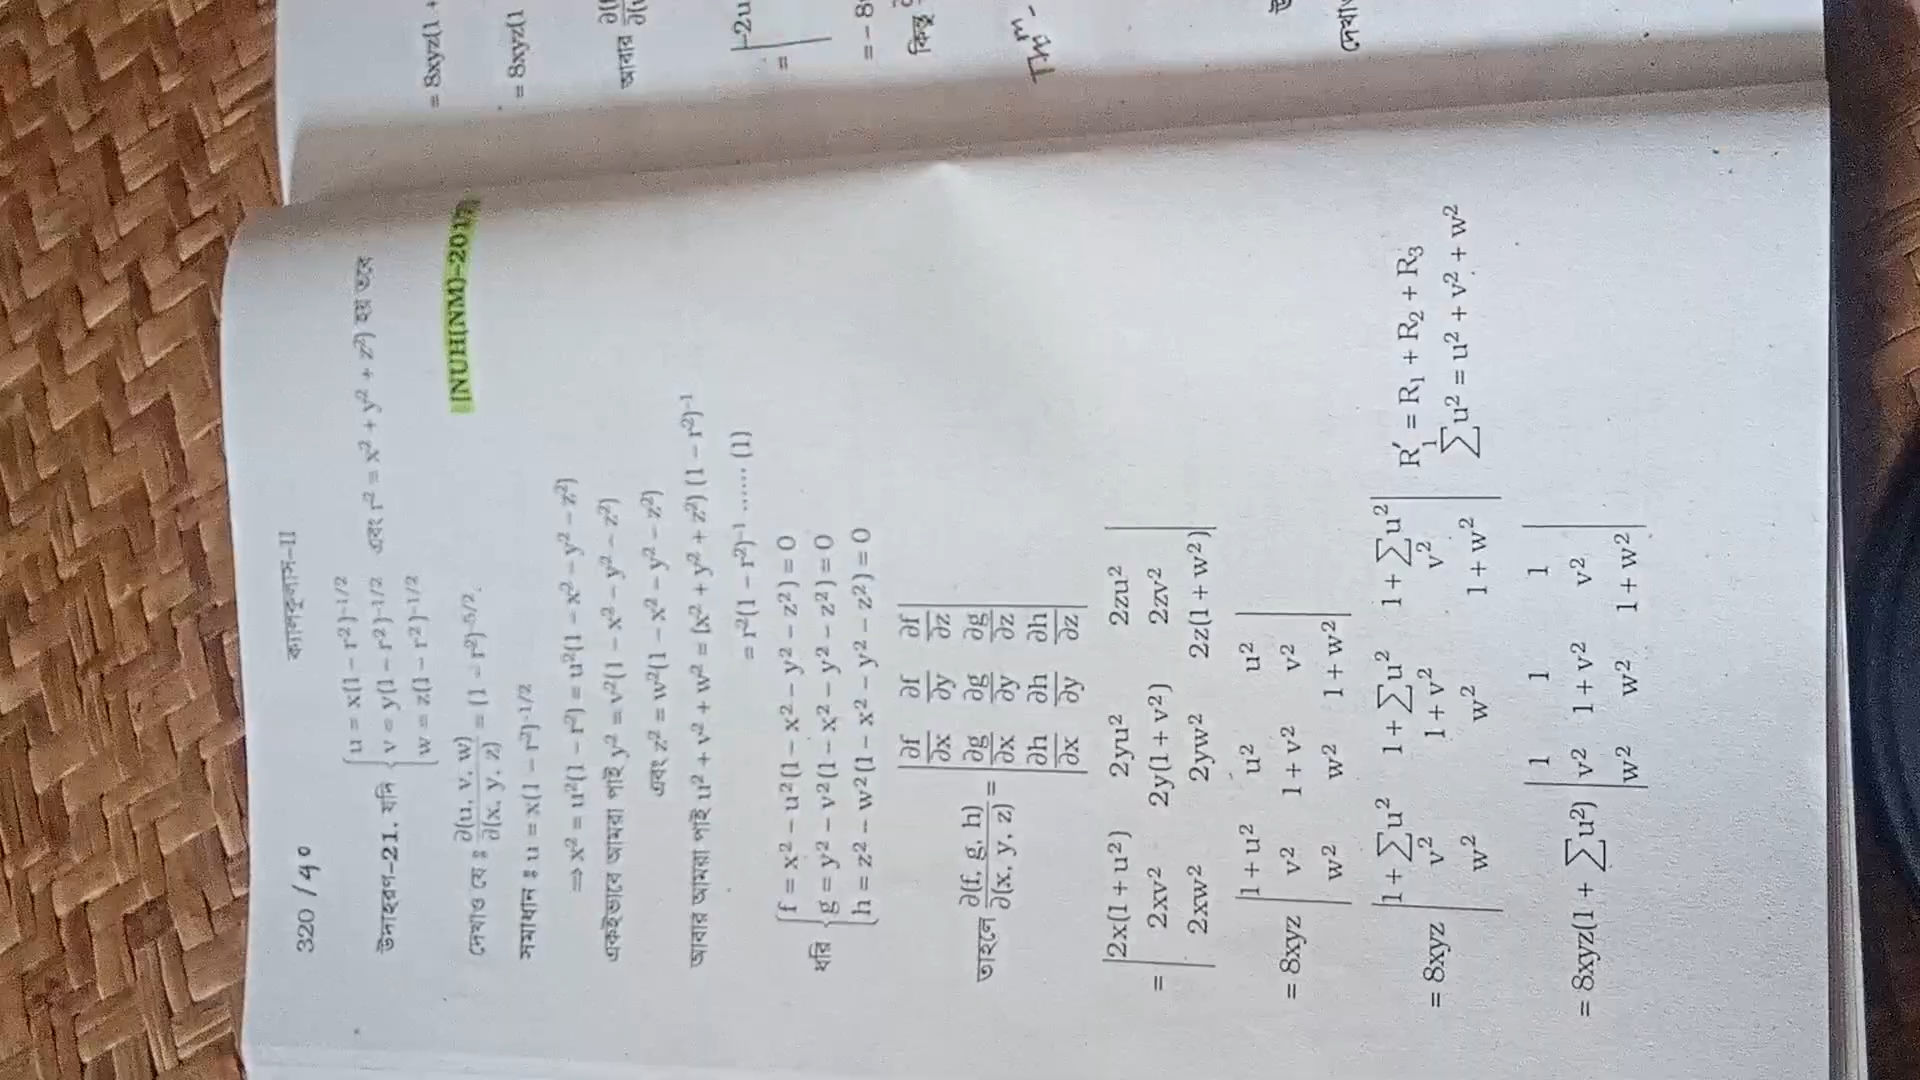 320 / ক্যালকুলাস-II
উদাহরণ-21. যদি { u = x(1 – r²)⁻¹/² এবং r² = x² + y² + z²) হয় তবে
v = y(1 – r²)⁻¹/²
w = z(1 – r²)⁻¹/²
দেখাও যে : ∂(u, v, w)/∂(x, y, z) = (1 – r²)⁻⁵/². [NUH(NM)-2017]
সমাধান : u = x(1 – r²)⁻¹/²
⇒ x² = u²(1 – r²) = u²(1 – x² – y² – z²)
একইভাবে আমরা পাই y² = v²(1 – x² – y² – z²)
এবং z² = w²(1 – x² – y² – z²)
আবার আমরা পাই u² + v² + w² = (x² + y² + z²) (1 – r²)⁻¹
= r²(1 – r²)⁻¹ ...... (1)
ধরি { f = x² – u²(1 – x² – y² – z²) = 0
g = y² – v²(1 – x² – y² – z²) = 0
h = z² – w²(1 – x² – y² – z²) = 0
তাহলে ∂(f, g, h)/∂(x, y, z) = | ∂f/∂x ∂f/∂y ∂f/∂z
∂g/∂x ∂g/∂y ∂g/∂z
∂h/∂x ∂h/∂y ∂h/∂z |
= | 2x(1 + u²) 2yu² 2zu²
2xv² 2y(1 + v²) 2zv²
2xw² 2yw² 2z(1 + w²) |
= 8xyz | 1 + u² u² u²
v² 1 + v² v²
w² w² 1 + w² |
= 8xyz | 1 + ∑u² 1 + ∑u² 1 + ∑u² | R₁′ = R₁ + R₂ + R₃
v² 1 + v² v² ∑u² = u² + v² + w²
w² w² 1 + w² |
= 8xyz(1 + ∑u²) | 1 1 1
v² 1 + v² v²
w² w² 1 + w² |
= 8xyz(1 +
= 8xyz(1
আবার
= | –2u
= – 8
কিন্তু